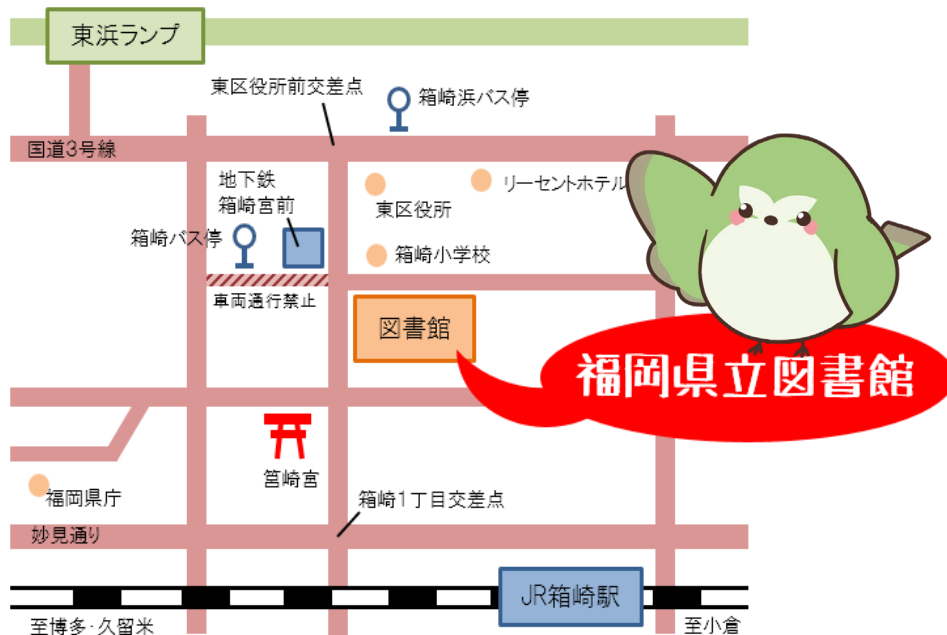 東浜ランプ
東区役所前交差点
箱崎浜バス停
国道3号線
地下鉄
箱崎宮前
リーセントホテル
東区役所
箱崎バス停
箱崎小学校
車両通行禁止
図書館
福岡県立図書館
筥崎宮
福岡県庁
箱崎1丁目交差点
妙見通り
JR箱崎駅
至博多・久留米
至小倉